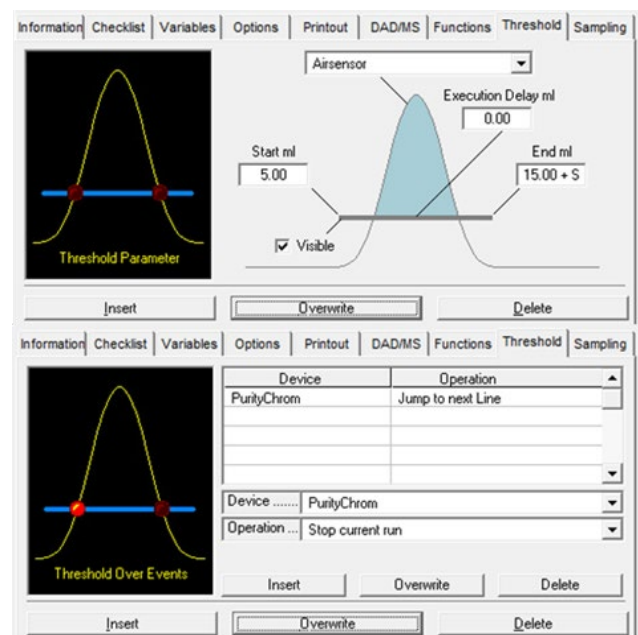 Information Checklist Variables Options Printout DAD/MS Functions Threshold Sampling
Airsensor
Execution Delay ml
0.00
Start ml
End ml
5.00
15.00 + S
Visible
Threshold Parameter
Insert Overwrite Delete
Information Checklist Variables Options Printout DAD/MS Functions Threshold Sampling
Device Operation
PurityChrom Jump to next Line
Device ....... PurityChrom
Operation ... Stop current run
Threshold Over Events
Insert Overwrite Delete
Insert Overwrite Delete